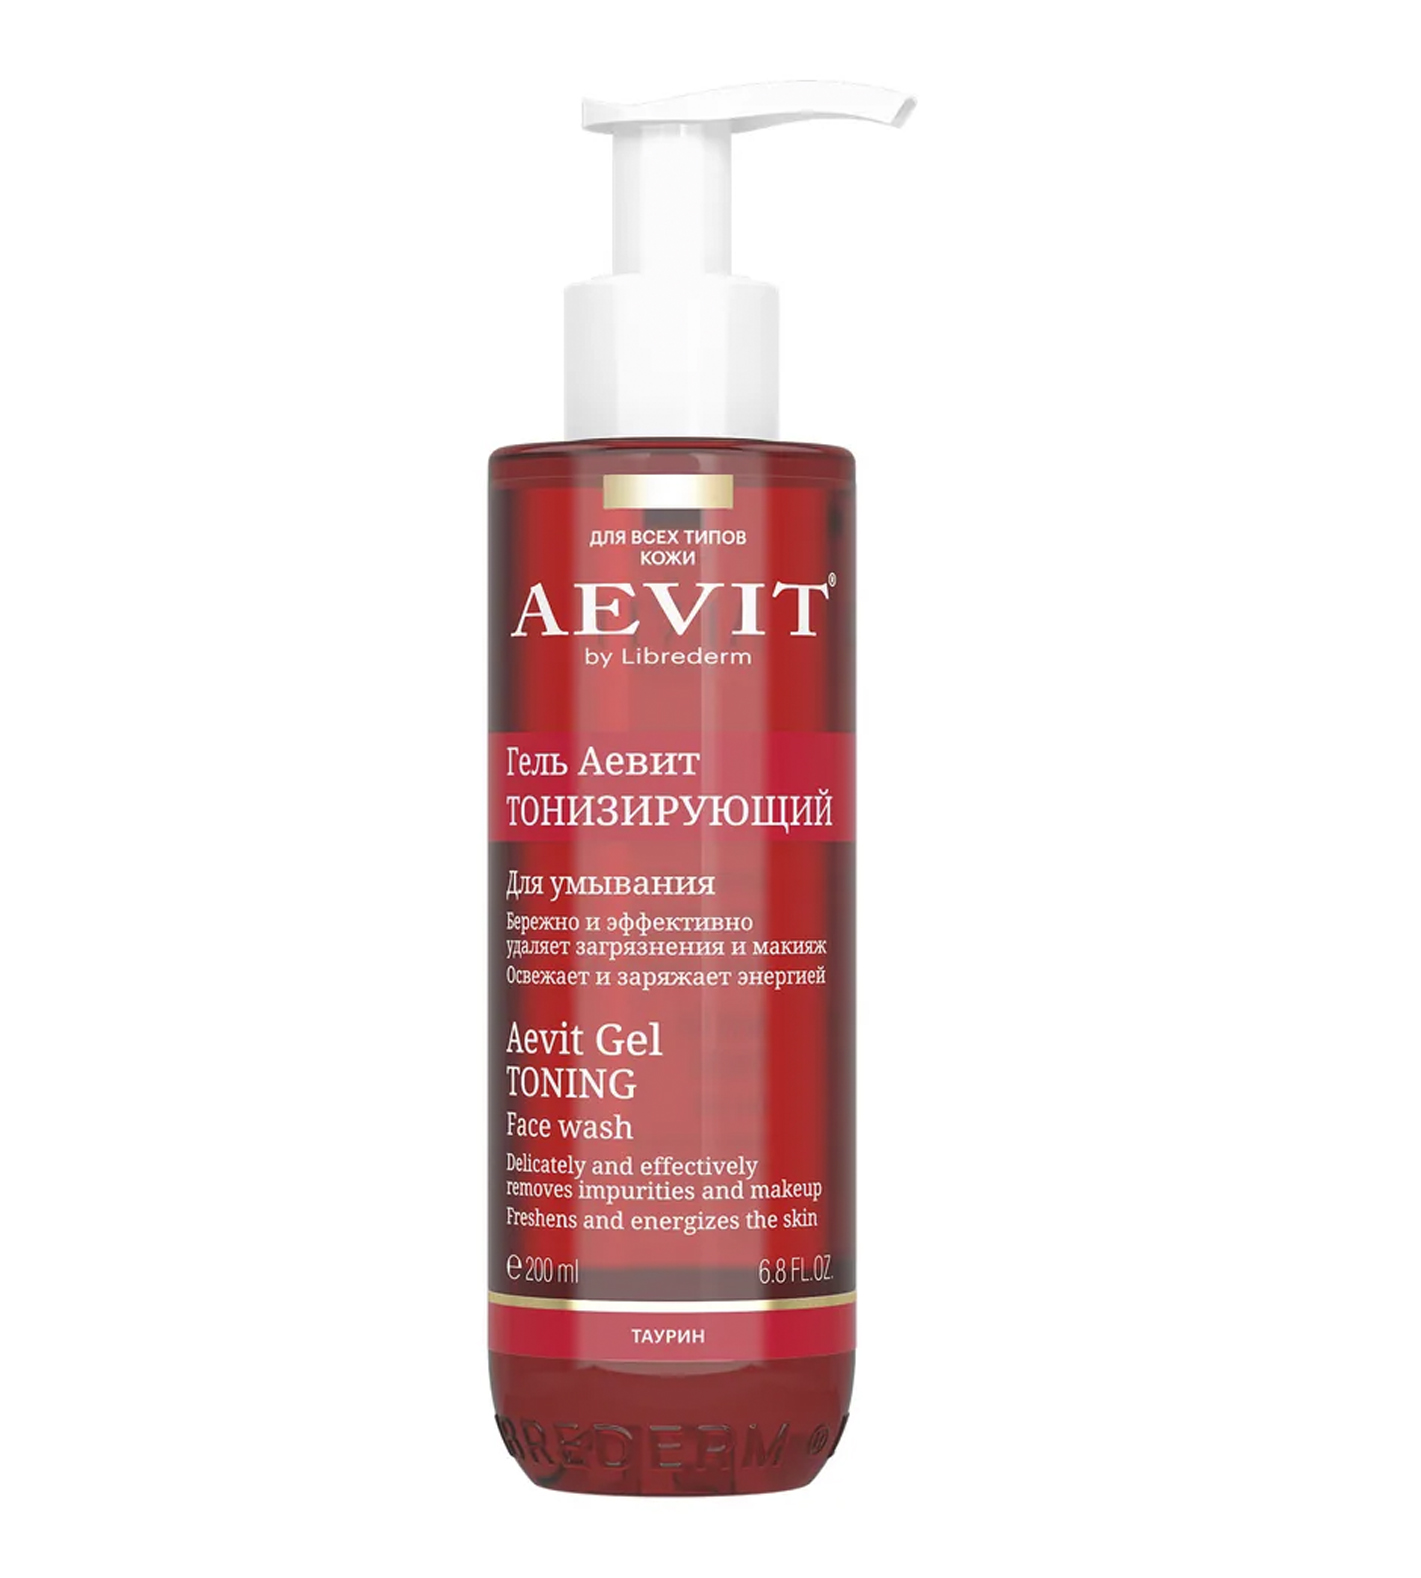 ДЛЯ ВСЕХ ТИПОВ
КОЖИ
AEVIT®
by Librederm
Гель Аевит
ТОНИЗИРУЮЩИЙ
Для умывания
Бережно и эффективно
удаляет загрязнения и макияж
Освежает и заряжает энергией
Aevit Gel
TONING
Face wash
Delicately and effectively
removes impurities and makeup
Freshens and energizes the skin
℮ 200 ml 6.8 FL.OZ.
ТАУРИН
BREDERM ®